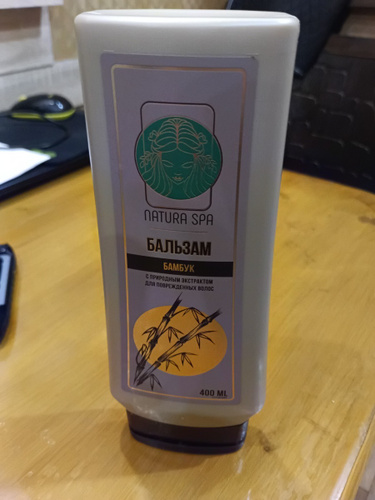 NATURA SPA
БАЛЬЗАМ
БАМБУК
С ПРИРОДНЫМ ЭКСТРАКТОМ
ДЛЯ ПОВРЕЖДЕННЫХ ВОЛОС
400 ML